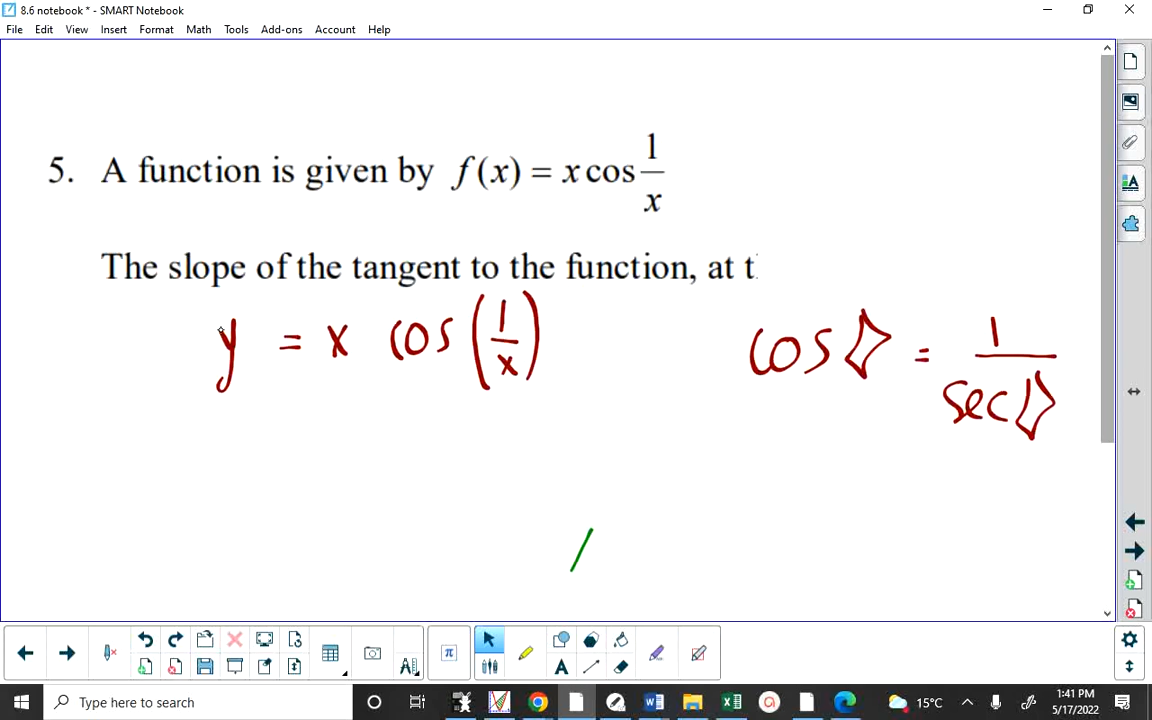 8.6 notebook * - SMART Notebook
File Edit View Insert Format Math Tools Add-ons Account Help
5. A function is given by f(x) = x cos 1/x
The slope of the tangent to the function, at t
y = x cos (1/x)
cos▯ = 1/sec▯
Type here to search
15°C
1:41 PM
5/17/2022